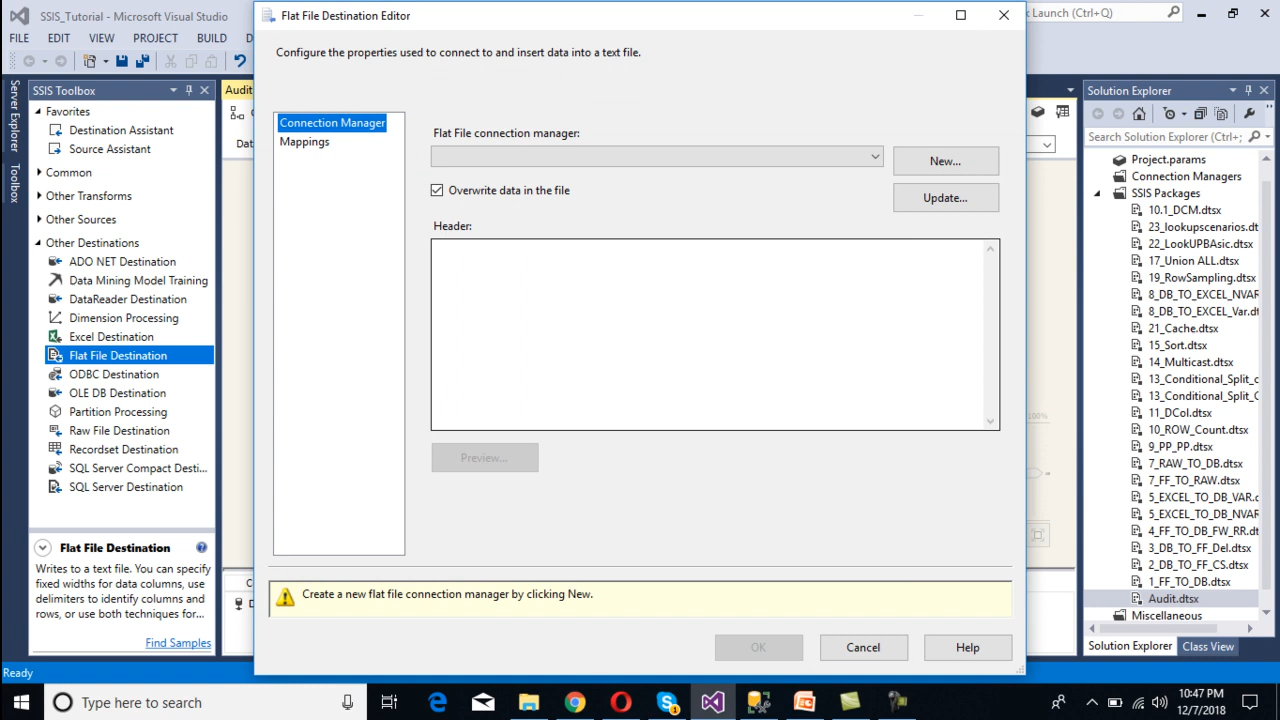 SSIS_Tutorial - Microsoft Visual Studio
Flat File Destination Editor
Launch (Ctrl+Q)
FILE EDIT VIEW PROJECT BUILD
Configure the properties used to connect to and insert data into a text file.
Server Explorer
Toolbox
SSIS Toolbox
Favorites
Destination Assistant
Source Assistant
Common
Other Transforms
Other Sources
Other Destinations
ADO NET Destination
Data Mining Model Training
DataReader Destination
Dimension Processing
Excel Destination
Flat File Destination
ODBC Destination
OLE DB Destination
Partition Processing
Raw File Destination
Recordset Destination
SQL Server Compact Desti...
SQL Server Destination
Flat File Destination
Writes to a text file. You can specify
fixed widths for data columns, use
delimiters to identify columns and
rows, or use both techniques for...
Find Samples
Audit
Dat
Connection Manager
Mappings
Flat File connection manager:
New...
Overwrite data in the file
Update...
Header:
Preview...
Create a new flat file connection manager by clicking New.
OK
Cancel
Help
100%
Solution Explorer
Search Solution Explorer (Ctrl+;
Project.params
Connection Managers
SSIS Packages
10.1_DCM.dtsx
23_lookupscenarios.dt
22_LookUPBAsic.dtsx
17_Union ALL.dtsx
19_RowSampling.dtsx
8_DB_TO_EXCEL_NVAR
8_DB_TO_EXCEL_Var.dt
21_Cache.dtsx
15_Sort.dtsx
14_Multicast.dtsx
13_Conditional_Split_c
13_Conditional_Split_C
11_DCol.dtsx
10_ROW_Count.dtsx
9_PP_PP.dtsx
7_RAW_TO_DB.dtsx
7_FF_TO_RAW.dtsx
5_EXCEL_TO_DB_VAR.d
5_EXCEL_TO_DB_NVAR
4_FF_TO_DB_FW_RR.dt
3_DB_TO_FF_Del.dtsx
2_DB_TO_FF_CS.dtsx
1_FF_TO_DB.dtsx
Audit.dtsx
Miscellaneous
Solution Explorer Class View
Ready
Type here to search
10:47 PM
12/7/2018